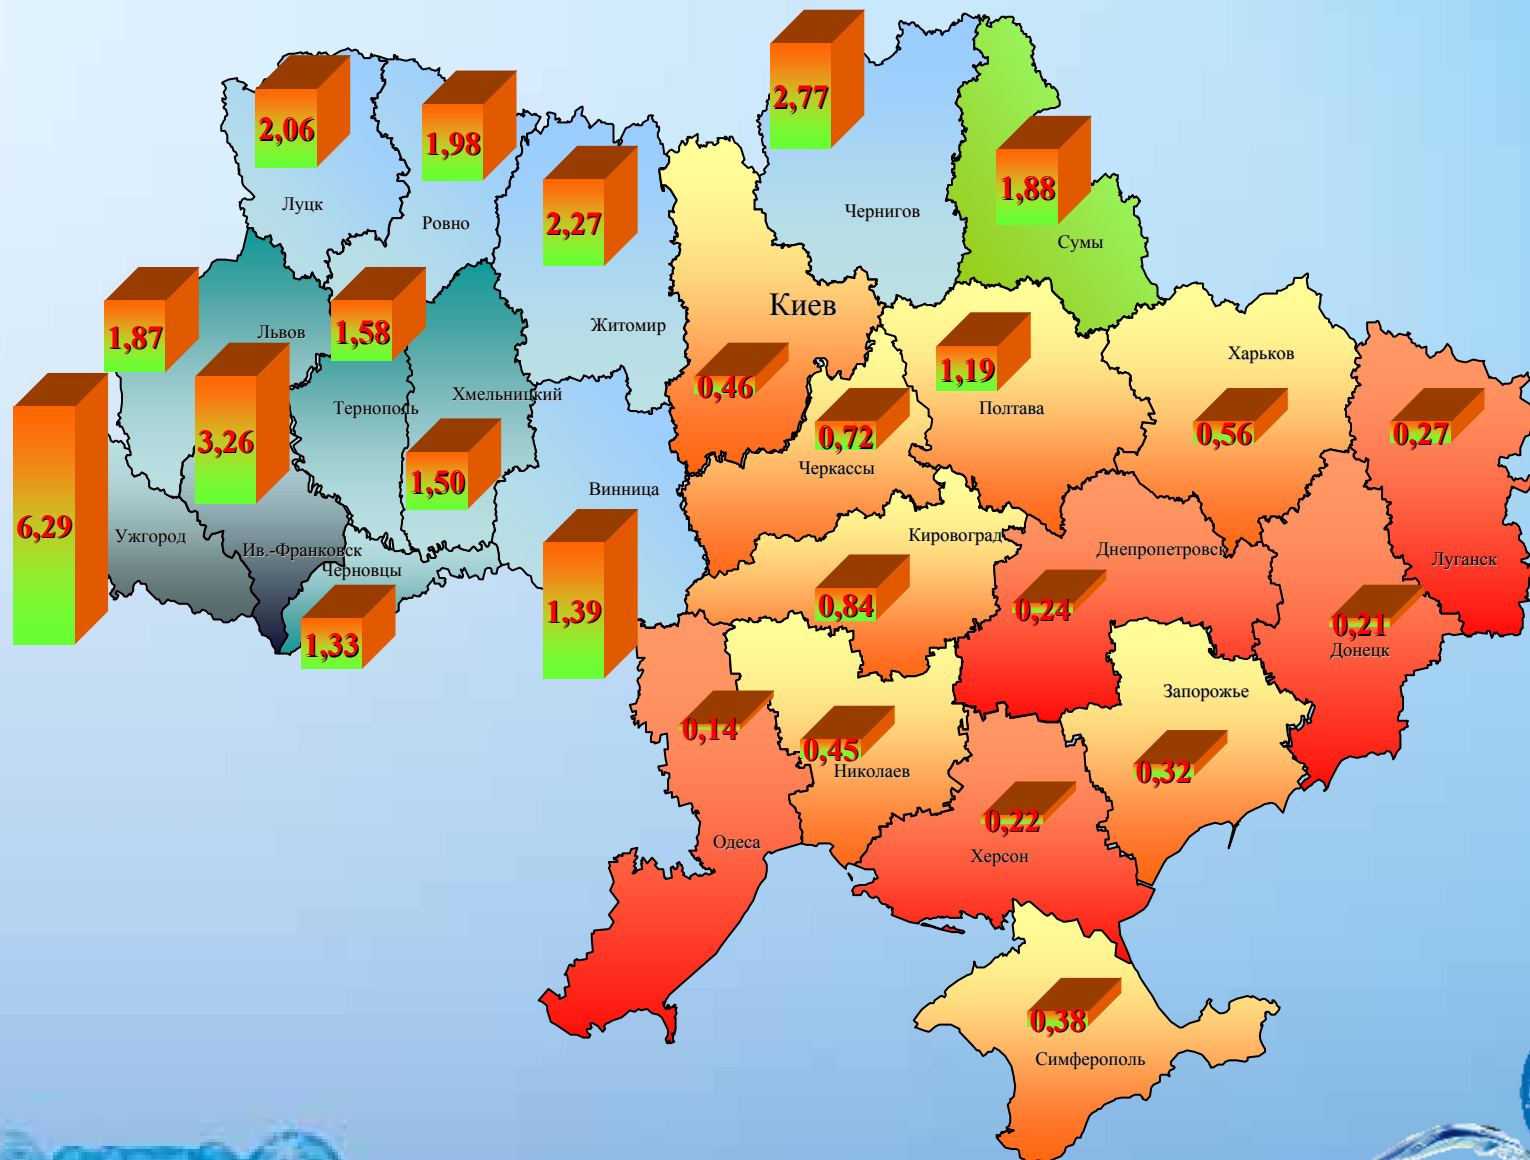 2,77
2,06
1,98
1,88
Луцк
Ровно
2,27
Чернигов
Сумы
Киев
Житомир
Львов
1,87
1,58
Харьков
1,19
0,46
Хмельницкий
Тернополь
Полтава
3,26
0,72
0,56
0,27
Черкассы
1,50
Винница
6,29
Ужгород
Ив.-Франковск
Черновцы
Кировоград
Днепропетровск
Луганск
1,39
0,84
0,24
0,21
1,33
Донецк
Запорожье
0,14
0,45
Николаев
0,32
0,22
Одеса
Херсон
0,38
Симферополь